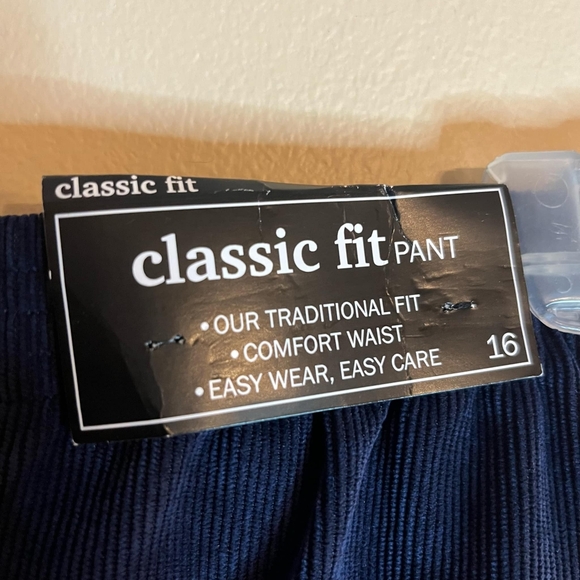 classic fit
classic fit PANT
• OUR TRADITIONAL FIT
• COMFORT WAIST
• EASY WEAR, EASY CARE
16